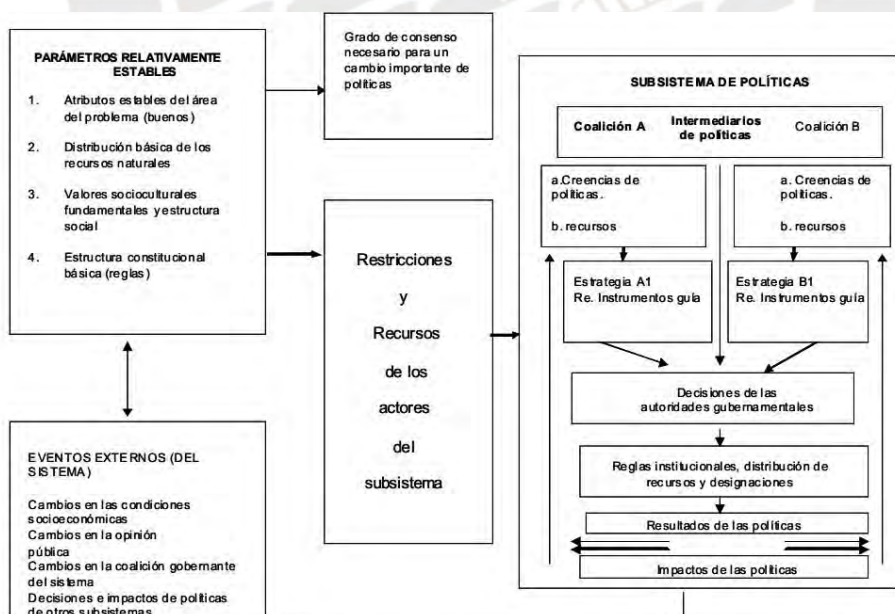 PARÁMETROS RELATIVAMENTE
ESTABLES
1. Atributos estables del área
del problema (buenos)
2. Distribución básica de los
recursos naturales
3. Valores socioculturales
fundamentales y estructura
social
4. Estructura constitucional
básica (reglas)
Grado de consenso
necesario para un
cambio importante de
políticas
EVENTOS EXTERNOS (DEL
SISTEMA)
Cambios en las condiciones
socioeconómicas
Cambios en la opinión
pública
Cambios en la coalición gobernante
del sistema
Decisiones e impactos de políticas
de otros subsistemas
Restricciones
y
Recursos
de los
actores
del
subsistema
SUBSISTEMA DE POLÍTICAS
Coalición A Intermediarios de políticas Coalición B
a.Creencias de
políticas.
b. recursos
a. Creencias de
políticas.
b. recursos
Estrategia A1
Re. Instrumentos guía
Estrategia B1
Re. Instrumentos guía
Decisiones de las
autoridades gubernamentales
Reglas institucionales, distribución de
recursos y designaciones
Resultados de las políticas
Impactos de las políticas